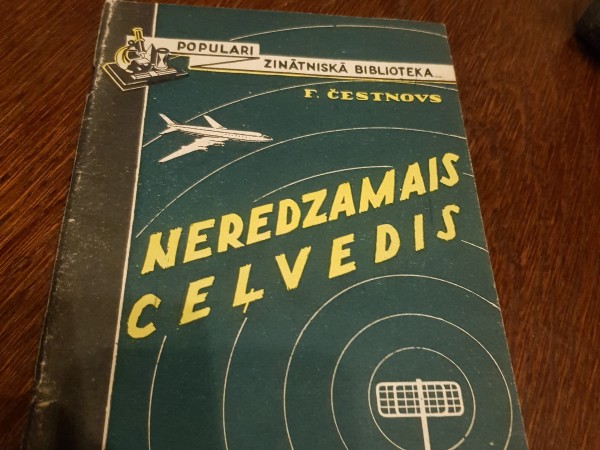 POPULARI
ZINĀTNISKĀ BIBLIOTEKA
F. ČESTNOVS
NEREDZAMAIS
CEĻVEDIS